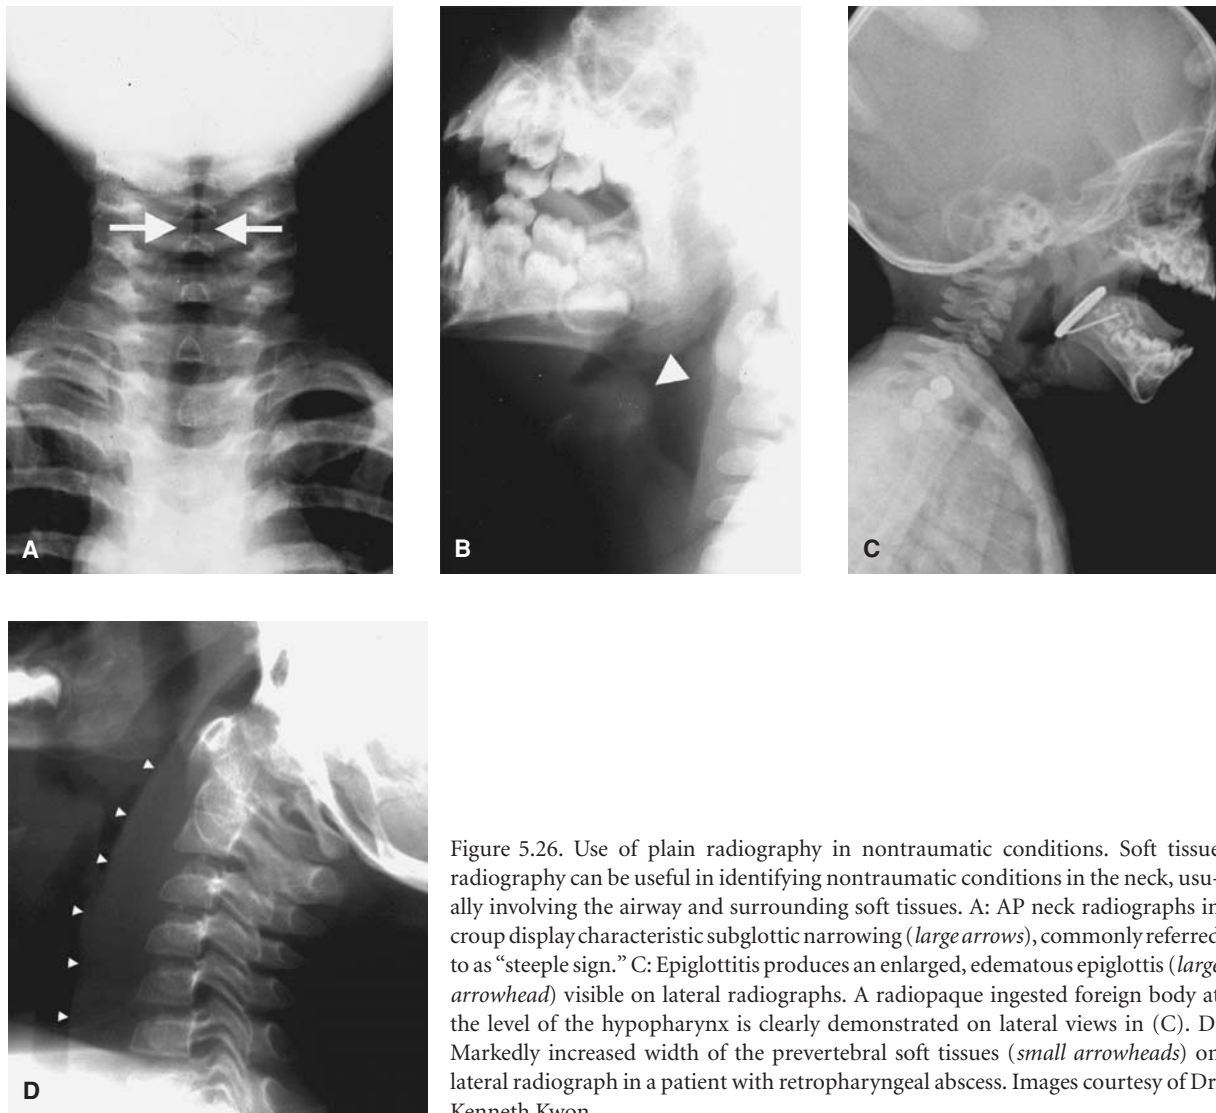 A
B
C
D
Figure 5.26. Use of plain radiography in nontraumatic conditions. Soft tissue
radiography can be useful in identifying nontraumatic conditions in the neck, usu-
ally involving the airway and surrounding soft tissues. A: AP neck radiographs in
croup display characteristic subglottic narrowing (large arrows), commonly referred
to as “steeple sign.” C: Epiglottitis produces an enlarged, edematous epiglottis (large
arrowhead) visible on lateral radiographs. A radiopaque ingested foreign body at
the level of the hypopharynx is clearly demonstrated on lateral views in (C). D:
Markedly increased width of the prevertebral soft tissues (small arrowheads) on
lateral radiograph in a patient with retropharyngeal abscess. Images courtesy of Dr.
Kenneth Kwon.